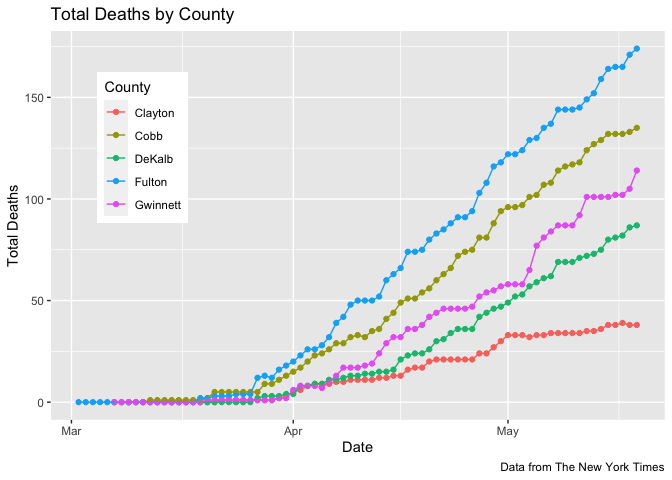 Total Deaths by County
County
Clayton
Cobb
DeKalb
Fulton
Gwinnett
Total Deaths
150
100
50
0
Mar
Apr
May
Date
Data from The New York Times